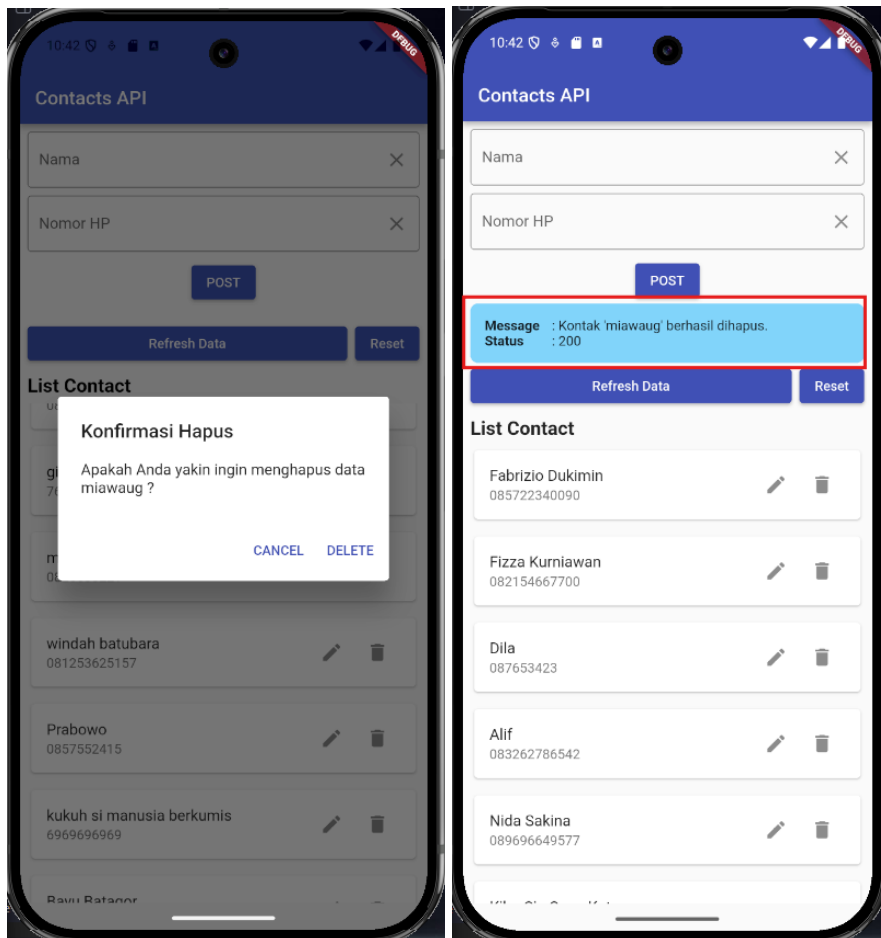 10:42
DEBUG
Contacts API
Nama
Nomor HP
POST
Refresh Data
Reset
List Contact
gi
Konfirmasi Hapus
Apakah Anda yakin ingin menghapus data
miawaug ?
CANCEL
DELETE
m
windah batubara
081253625157
Prabowo
0857552415
kukuh si manusia berkumis
6969696969
10:42
DEBUG
Contacts API
Nama
Nomor HP
POST
Message : Kontak 'miawaug' berhasil dihapus.
Status : 200
Refresh Data
Reset
List Contact
Fabrizio Dukimin
085722340090
Fizza Kurniawan
082154667700
Dila
087653423
Alif
083262786542
Nida Sakina
089696649577